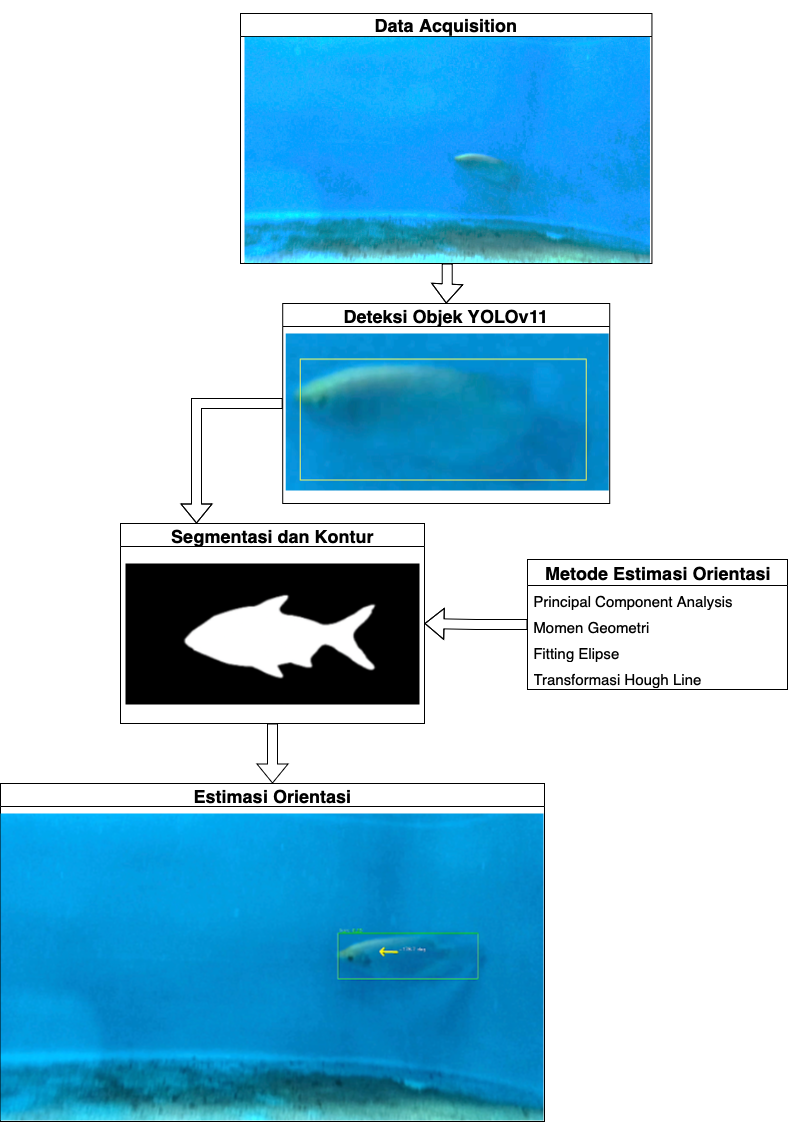 Data Acquisition
Deteksi Objek YOLOv11
Segmentasi dan Kontur
Metode Estimasi Orientasi
Principal Component Analysis
Momen Geometri
Fitting Elipse
Transformasi Hough Line
Estimasi Orientasi